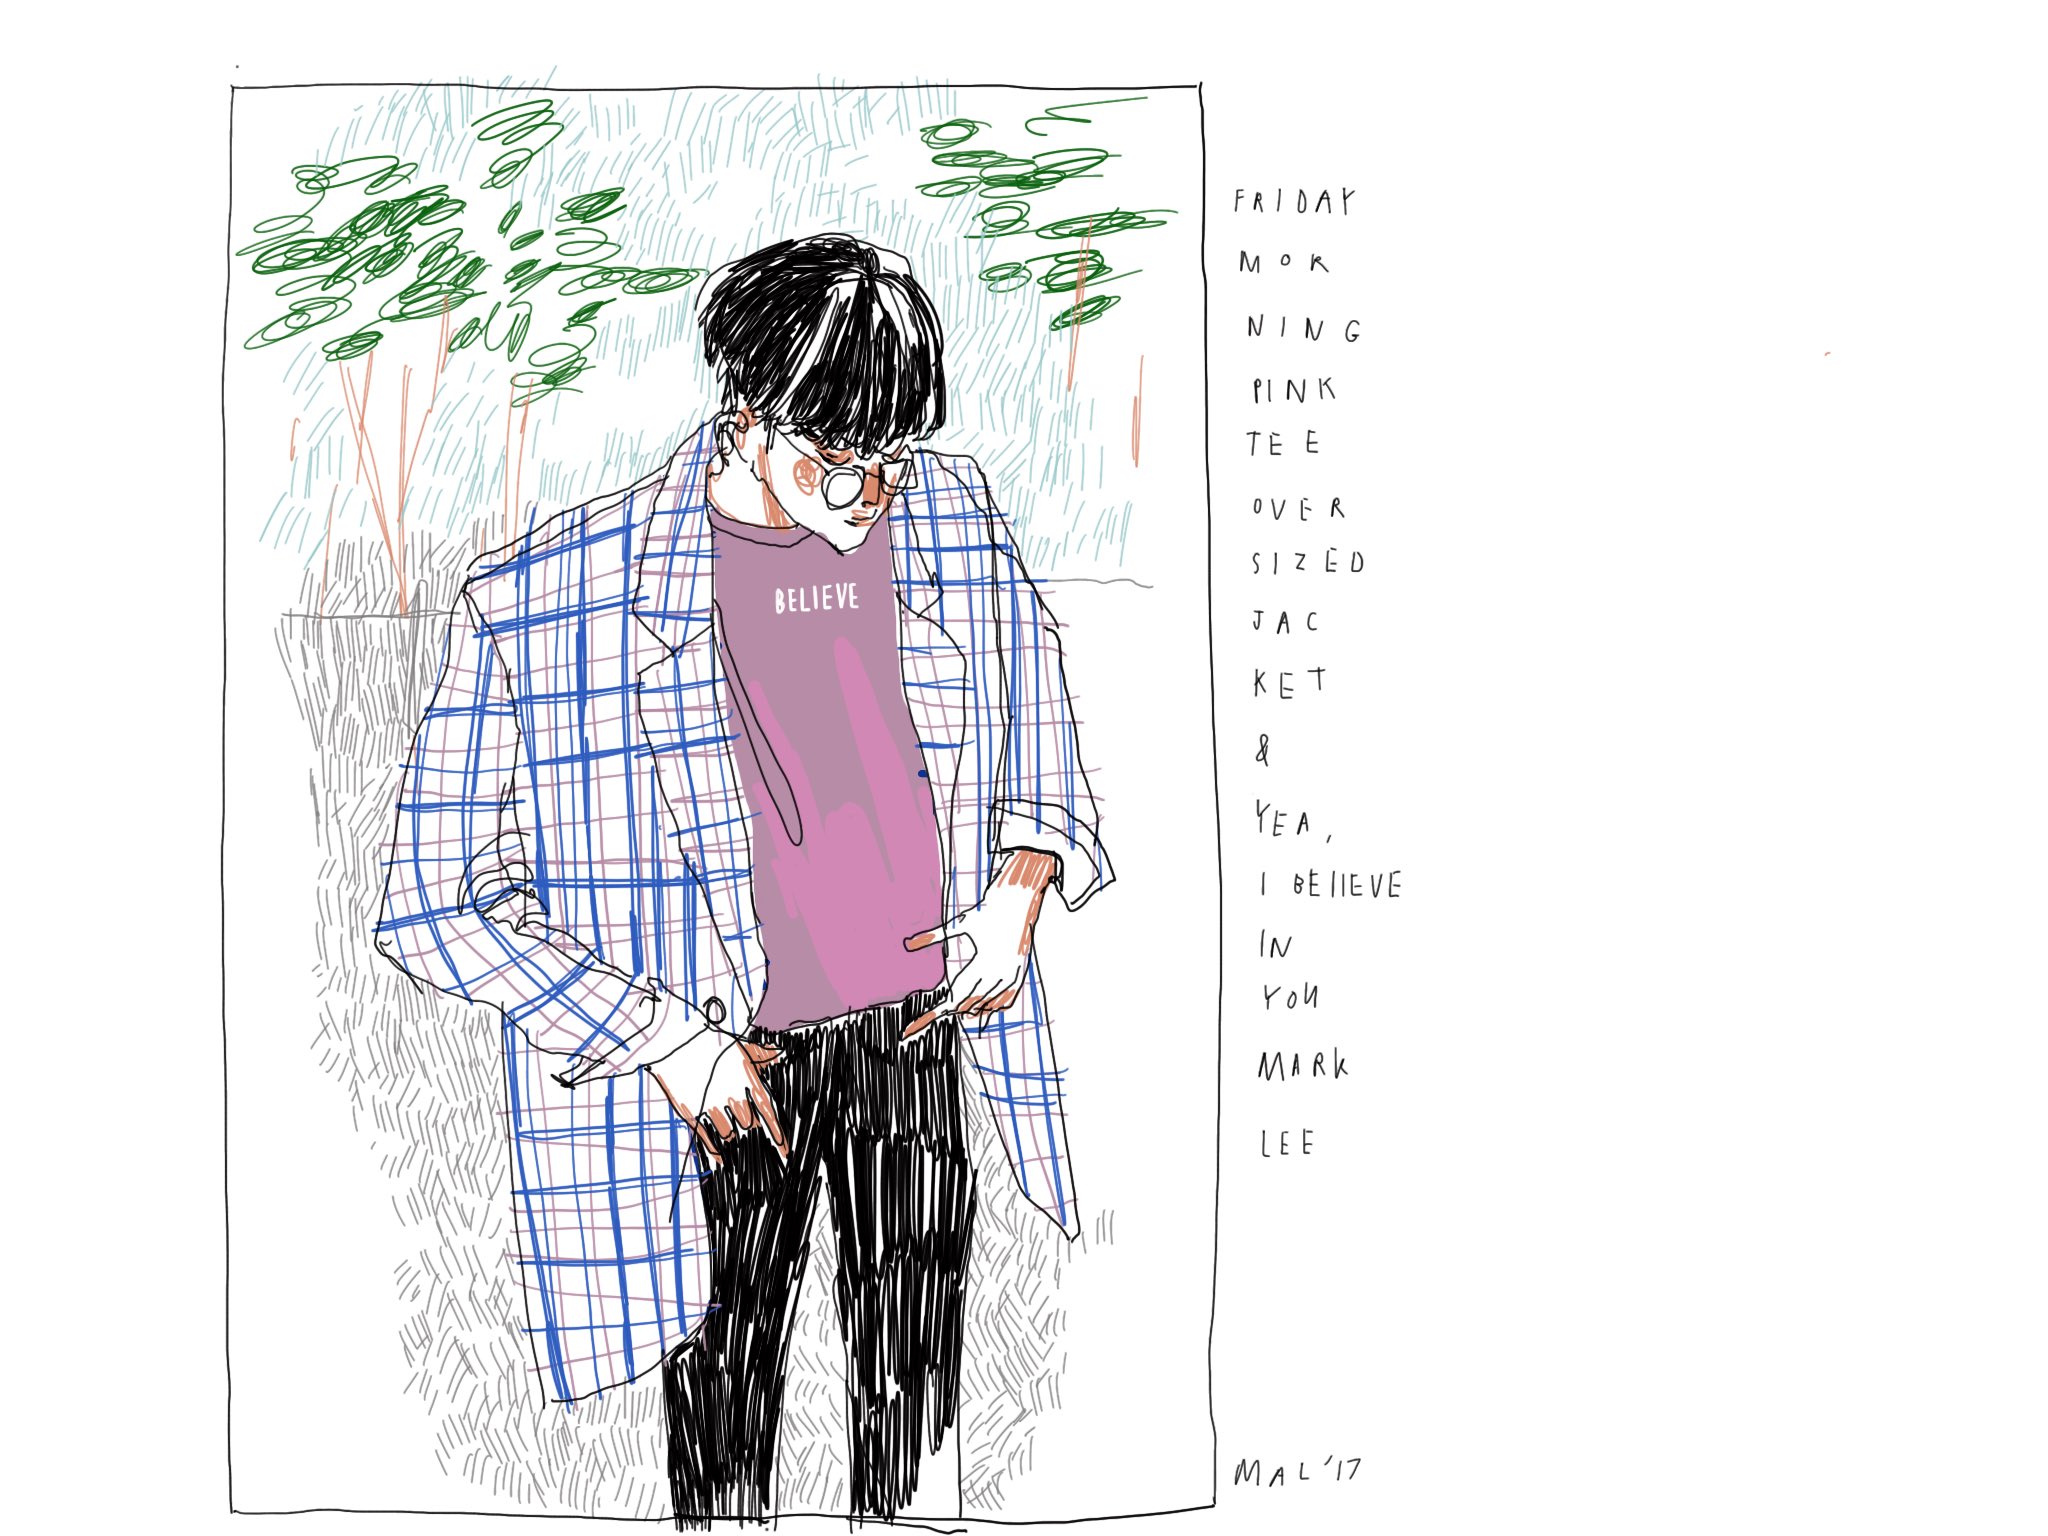 BELIEVE
FRIDAY
MOR
NING
PINK
TEE
OVER
SIZED
JAC
KET
&
YEA,
I BELIEVE
IN
YOU
MARK
LEE
MAL '17